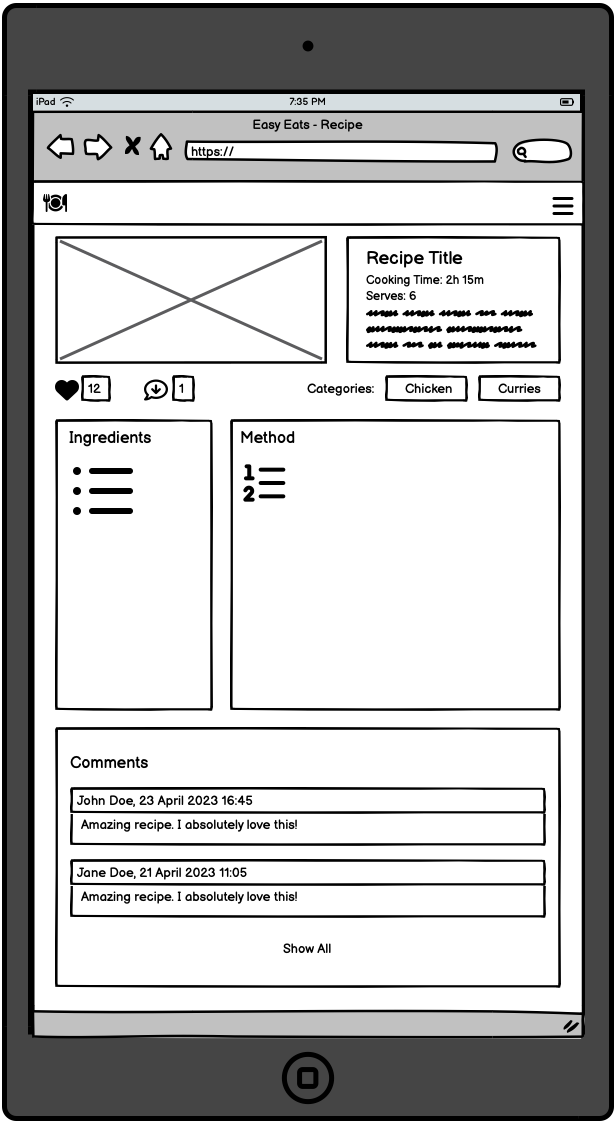 iPad
7:35 PM
Easy Eats - Recipe
https://
Recipe Title
Cooking Time: 2h 15m
Serves: 6
12
1
Categories:
Chicken
Curries
Ingredients
Method
1
2
Comments
John Doe, 23 April 2023 16:45
Amazing recipe. I absolutely love this!
Jane Doe, 21 April 2023 11:05
Amazing recipe. I absolutely love this!
Show All